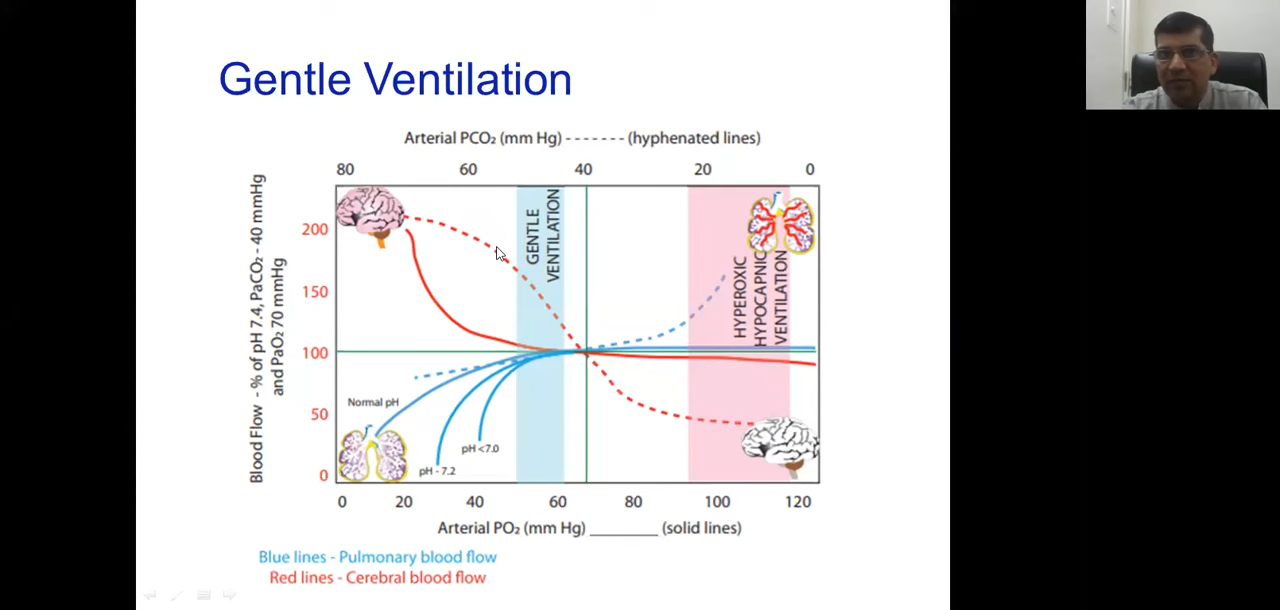 Gentle Ventilation
Arterial PCO₂ (mm Hg) - - - - - - - (hyphenated lines)
80 60 40 20 0
Blood Flow - % of pH 7.4, PaCO₂ - 40 mmHg
and PaO₂ 70 mmHg
200
150
100
50
0
GENTLE
VENTILATION
HYPEROXIC
HYPOCAPNIC
VENTILATION
Normal pH
pH <7.0
pH - 7.2
0 20 40 60 80 100 120
Arterial PO₂ (mm Hg) ________ (solid lines)
Blue lines - Pulmonary blood flow
Red lines - Cerebral blood flow